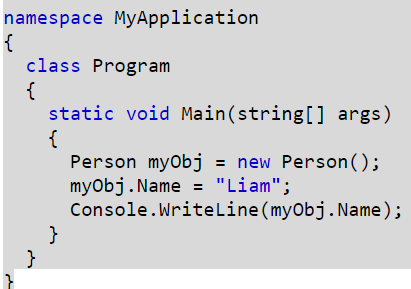 namespace MyApplication
{
  class Program
  {
    static void Main(string[] args)
    {
      Person myObj = new Person();
      myObj.Name = "Liam";
      Console.WriteLine(myObj.Name);
    }
  }
}